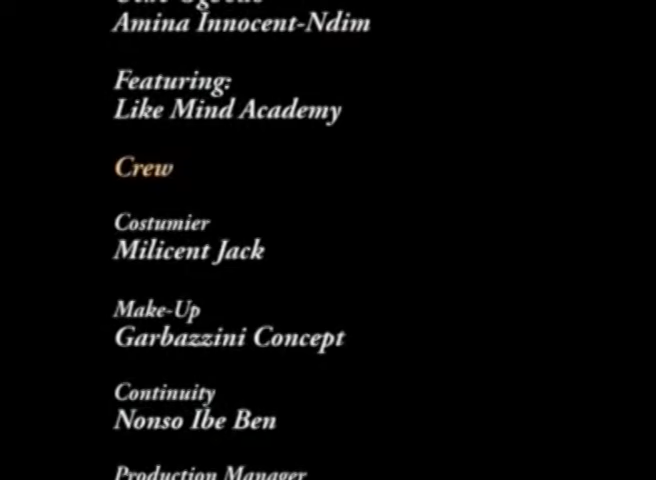 Amina Innocent-Ndim
Featuring:
Like Mind Academy
Crew
Costumier
Milicent Jack
Make-Up
Garbazzini Concept
Continuity
Nonso Ibe Ben
Production Manager